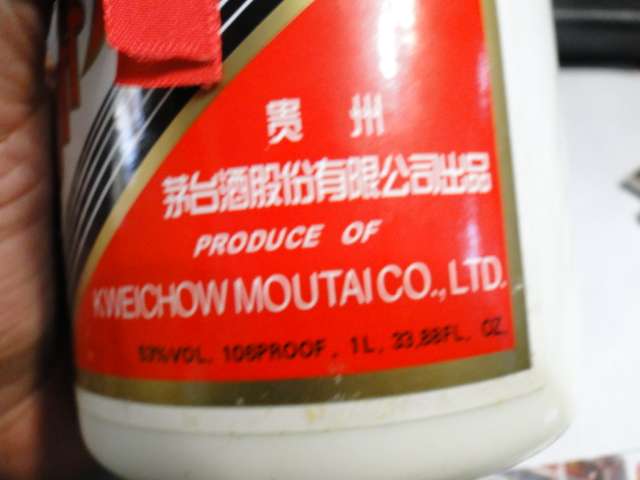 贵州
茅台酒股份有限公司出品
PRODUCE OF
KWEICHOW MOUTAI CO., LTD.
53%VOL. 106PROOF. 1L. 33.88FL. OZ.